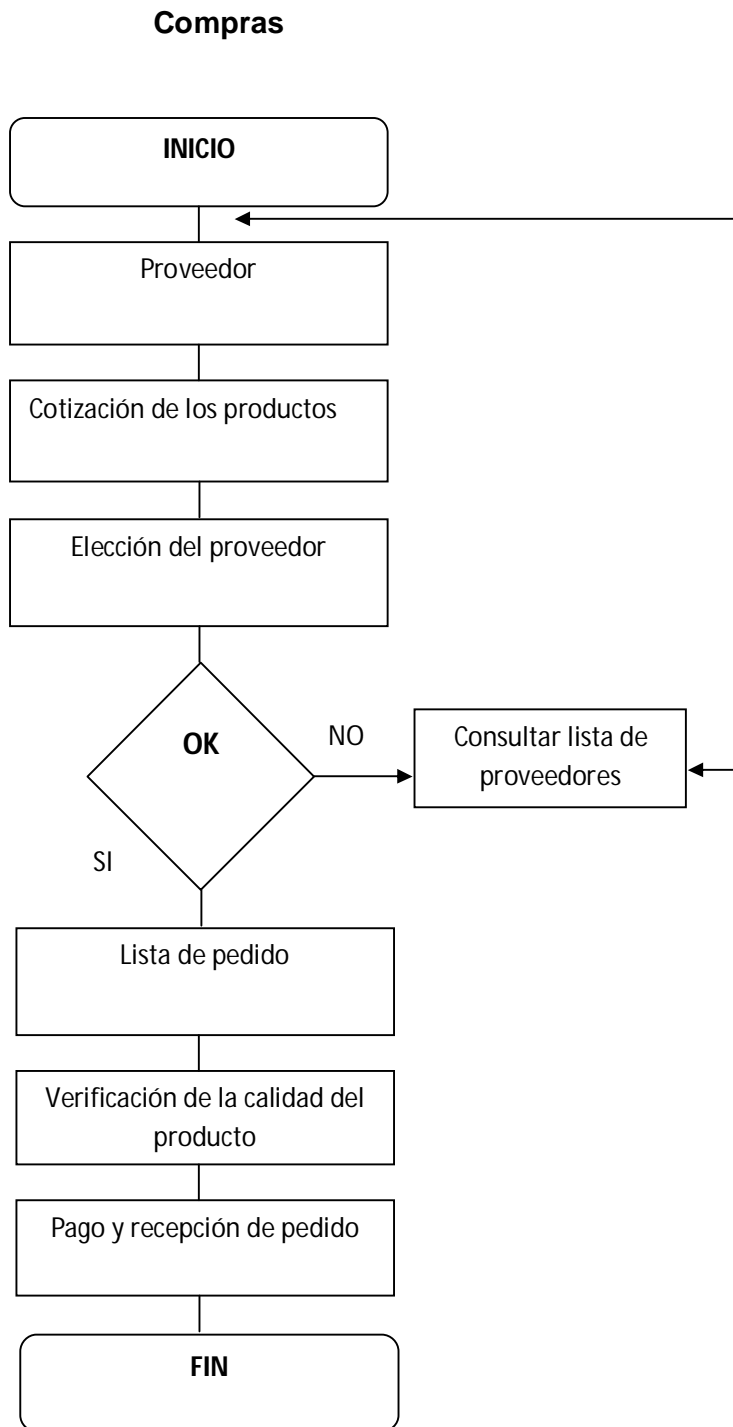 Compras
INICIO
Proveedor
Cotización de los productos
Elección del proveedor
OK
NO
Consultar lista de
proveedores
SI
Lista de pedido
Verificación de la calidad del
producto
Pago y recepción de pedido
FIN